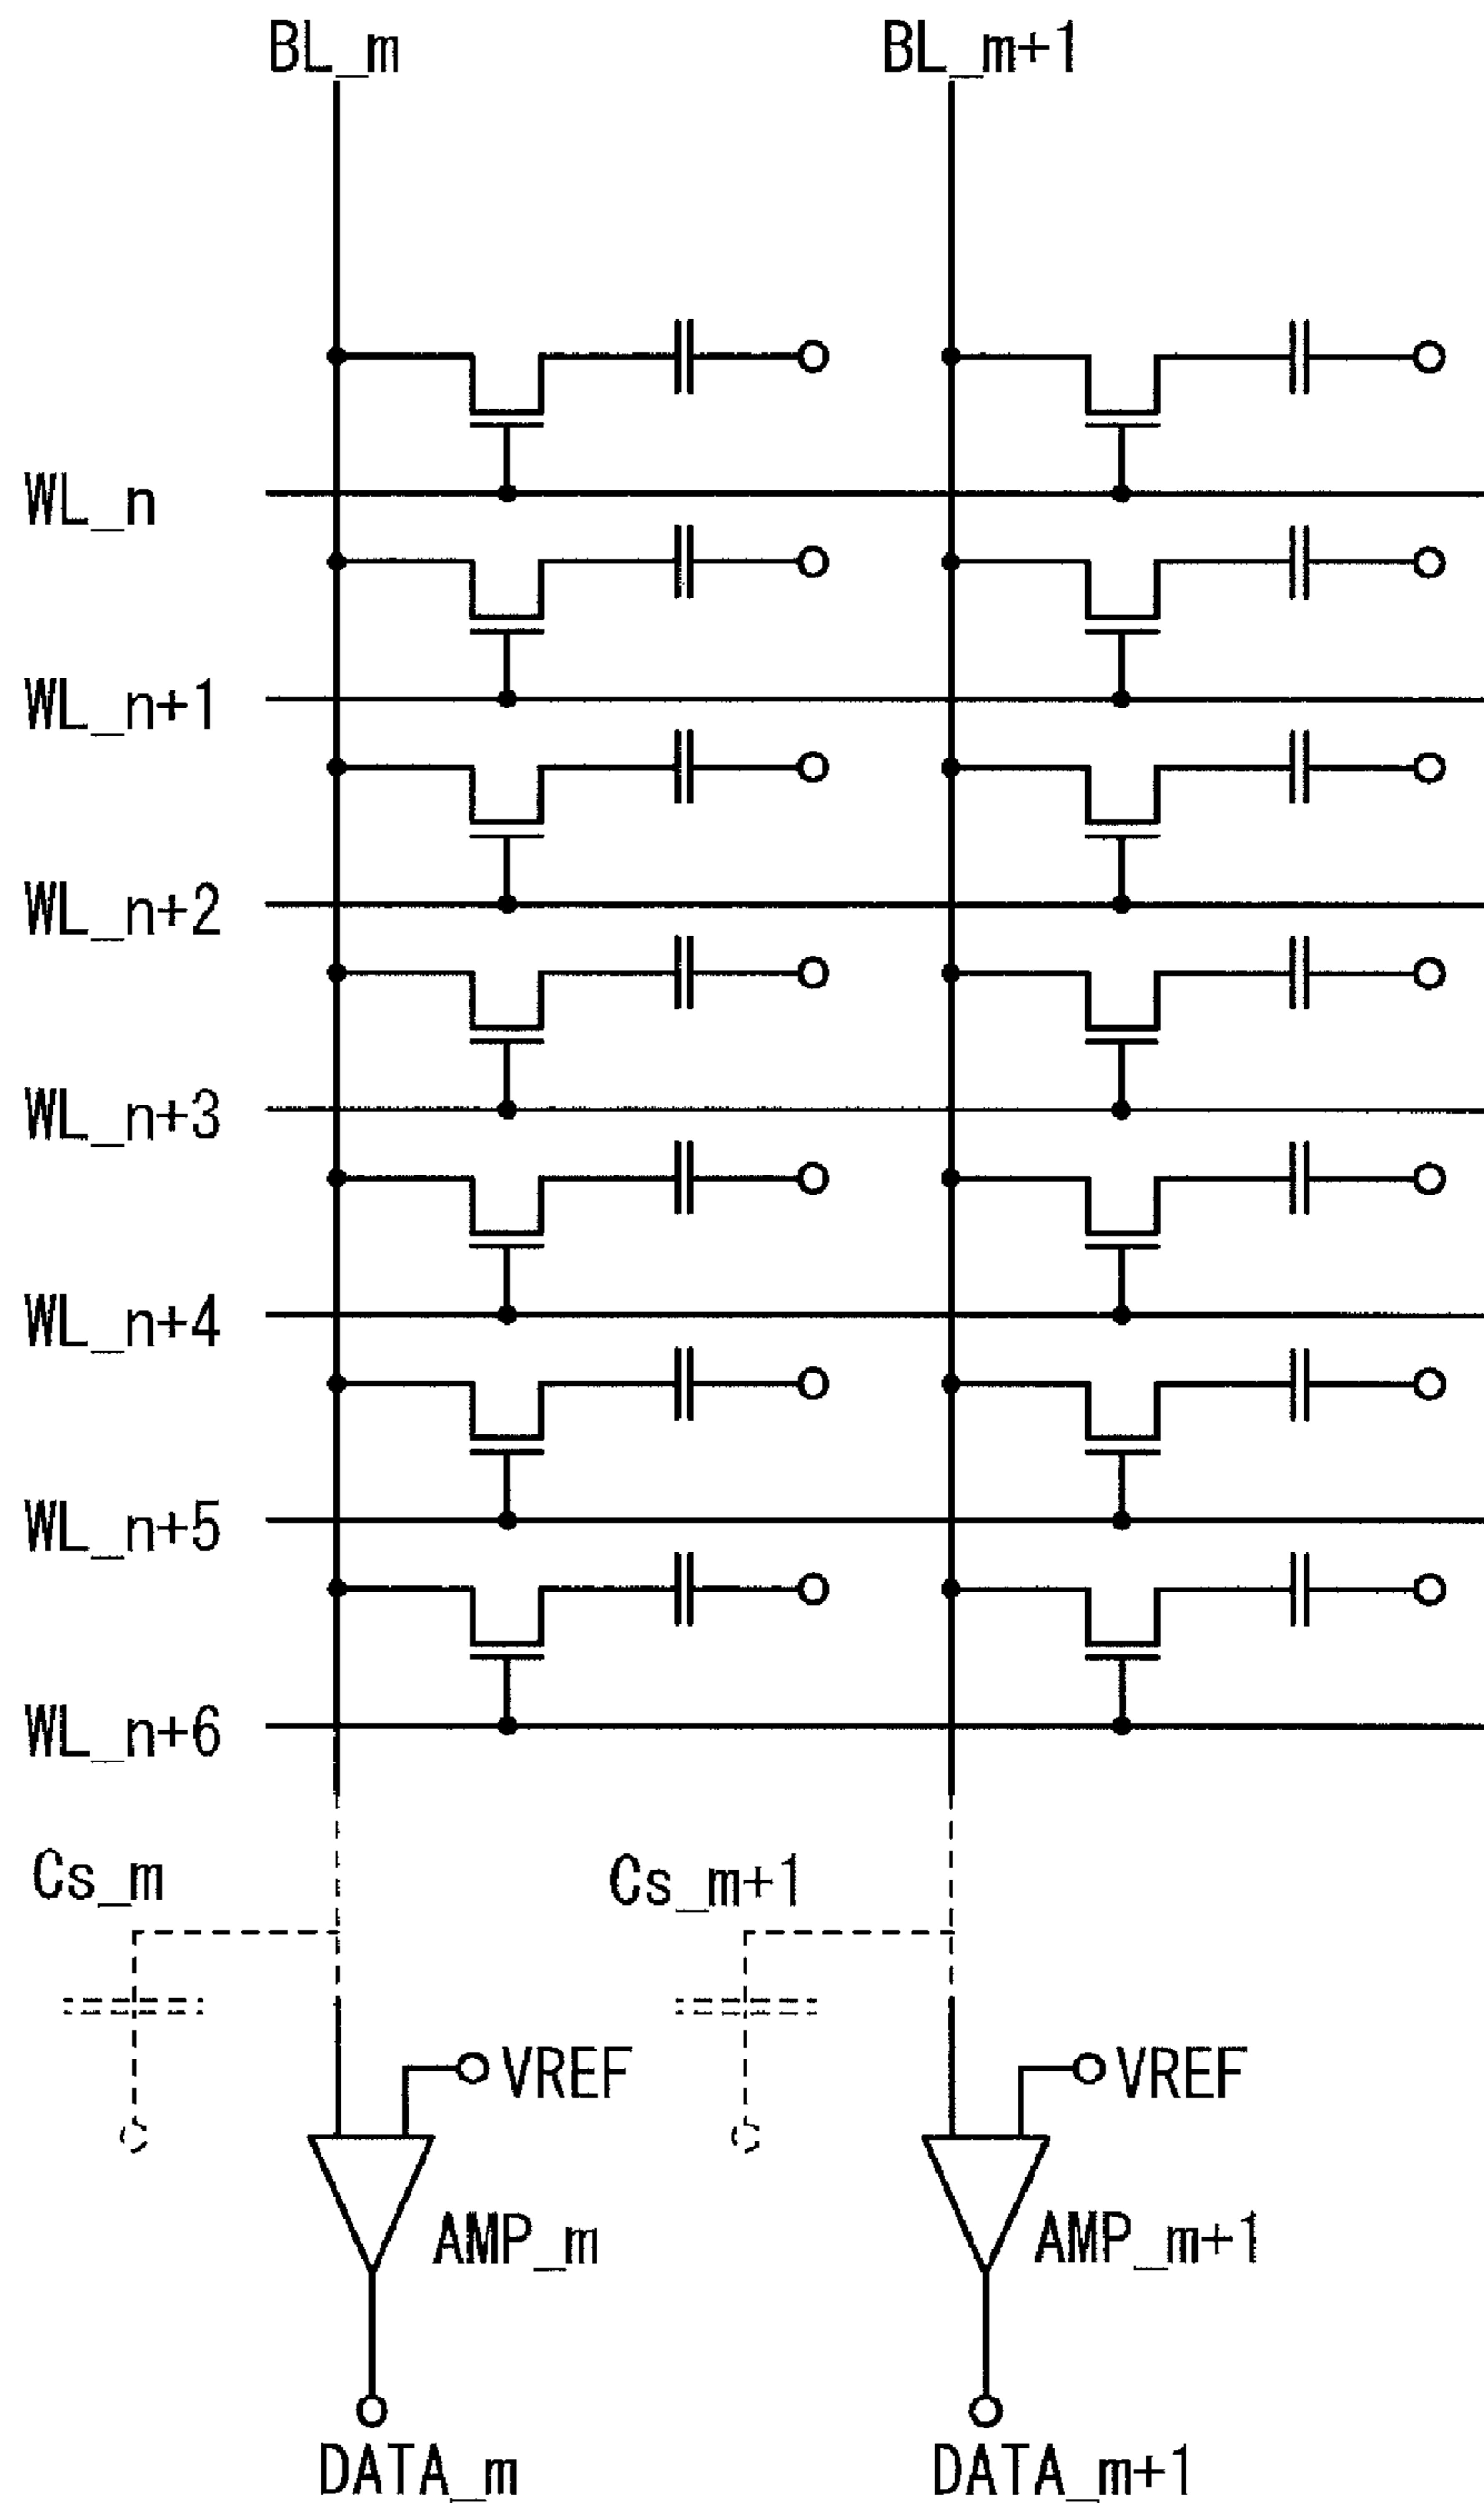 BL_m
BL_m+1
WL_n
WL_n+1
WL_n+2
WL_n+3
WL_n+4
WL_n+5
WL_n+6
Cs_m
Cs_m+1
VREF
VREF
AMP_m
AMP_m+1
DATA_m
DATA_m+1